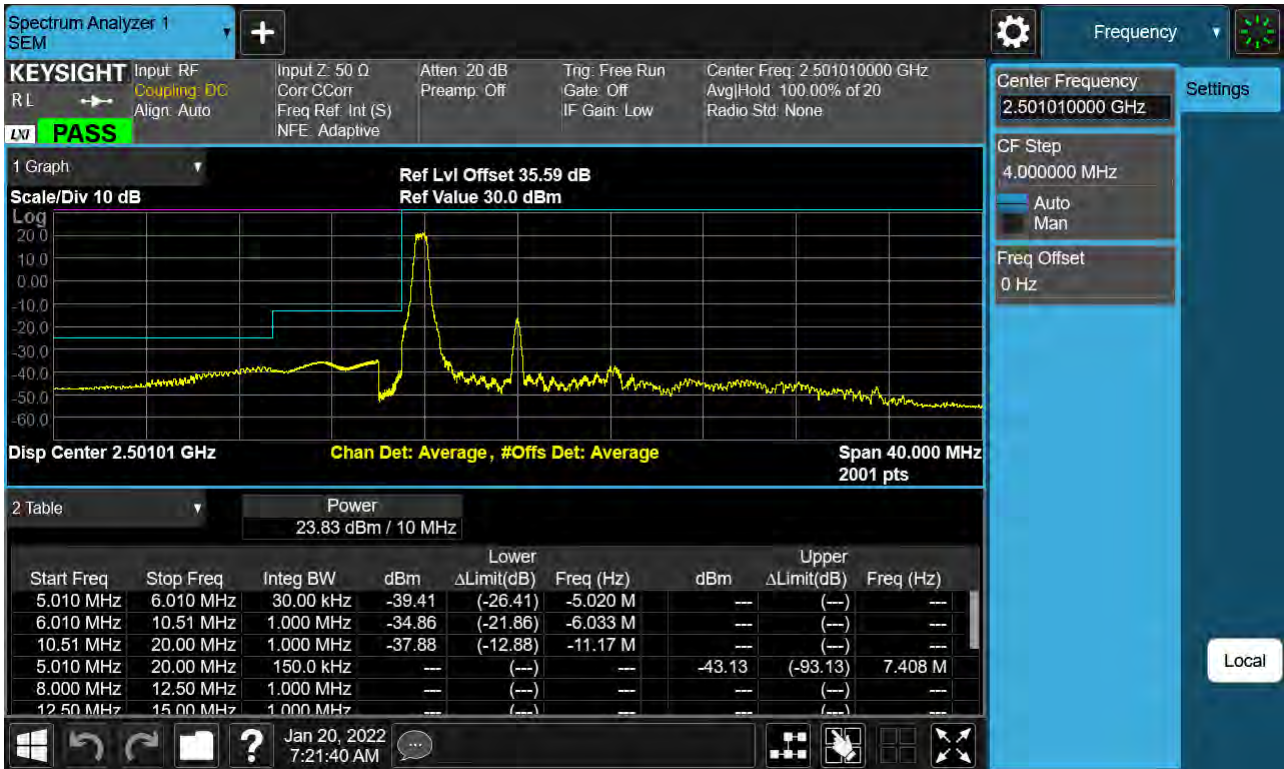 Spectrum Analyzer 1
SEM
Frequency
KEYSIGHT
R L
LXI
PASS
Input: RF
Coupling: DC
Align: Auto
Input Z: 50 Ω
Corr CCorr
Freq Ref: Int (S)
NFE: Adaptive
Atten: 20 dB
Preamp: Off
Trig: Free Run
Gate: Off
IF Gain: Low
Center Freq: 2.501010000 GHz
Avg|Hold: 100.00% of 20
Radio Std: None
Center Frequency
2.501010000 GHz
Settings
CF Step
4.000000 MHz
Auto
Man
Freq Offset
0 Hz
1 Graph
Ref Lvl Offset 35.59 dB
Scale/Div 10 dB Ref Value 30.0 dBm
Log
20.0
10.0
0.00
-10.0
-20.0
-30.0
-40.0
-50.0
-60.0
Disp Center 2.50101 GHz Chan Det: Average, #Offs Det: Average Span 40.000 MHz
2001 pts
2 Table
Power
23.83 dBm / 10 MHz
Lower Upper
Start Freq Stop Freq Integ BW dBm ΔLimit(dB) Freq (Hz) dBm ΔLimit(dB) Freq (Hz)
5.010 MHz 6.010 MHz 30.00 kHz -39.41 (-26.41) -5.020 M --- (---) ---
6.010 MHz 10.51 MHz 1.000 MHz -34.86 (-21.86) -6.033 M --- (---) ---
10.51 MHz 20.00 MHz 1.000 MHz -37.88 (-12.88) -11.17 M --- (---) ---
5.010 MHz 20.00 MHz 150.0 kHz --- (---) --- -43.13 (-93.13) 7.408 M
8.000 MHz 12.50 MHz 1.000 MHz --- (---) --- --- (---) ---
12.50 MHz 15.00 MHz 1.000 MHz --- (---) --- --- (---) ---
Local
Jan 20, 2022
7:21:40 AM